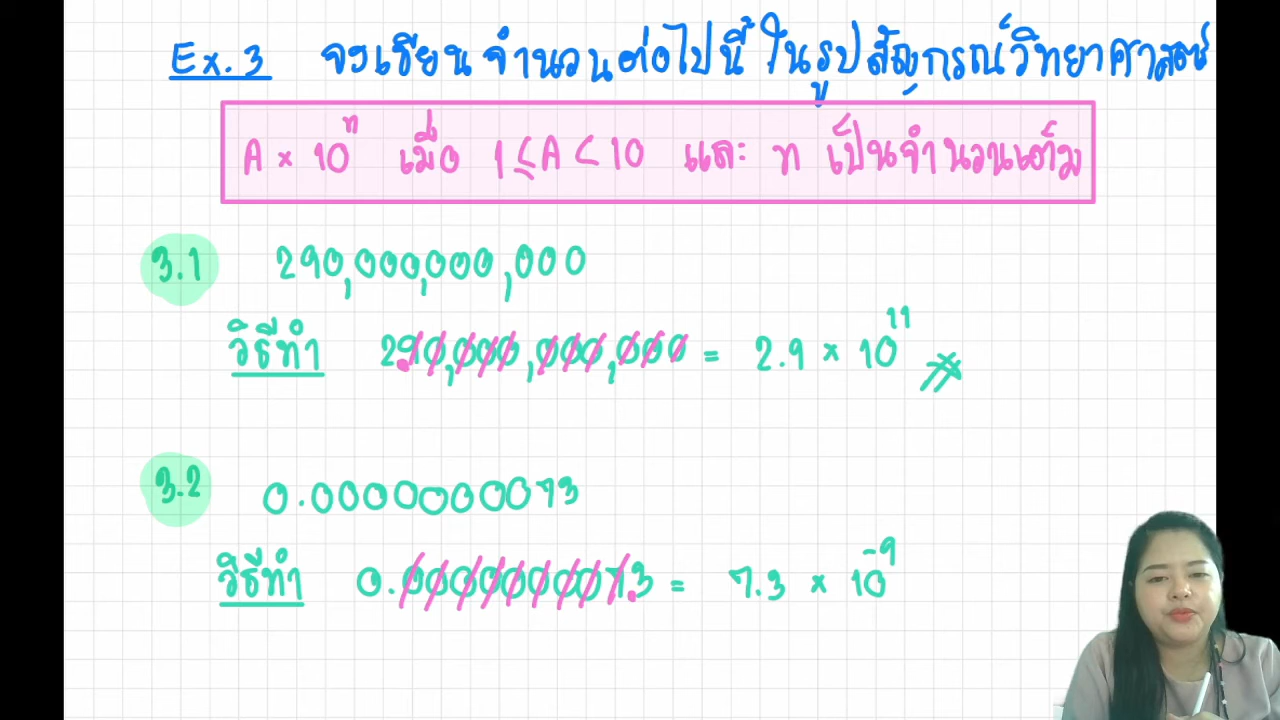 Ex. 3 จงเขียนจำนวนต่อไปนี้ ในรูปสัญกรณ์วิทยาศาสตร์
A × 10ⁿ เมื่อ 1 ≤ A < 10 และ n เป็นจำนวนเต็ม
3.1 290,000,000,000
วิธีทำ 290,000,000,000 = 2.9 × 10¹¹
3.2 0.0000000073
วิธีทำ 0.0000000073 = 7.3 × 10⁻⁹